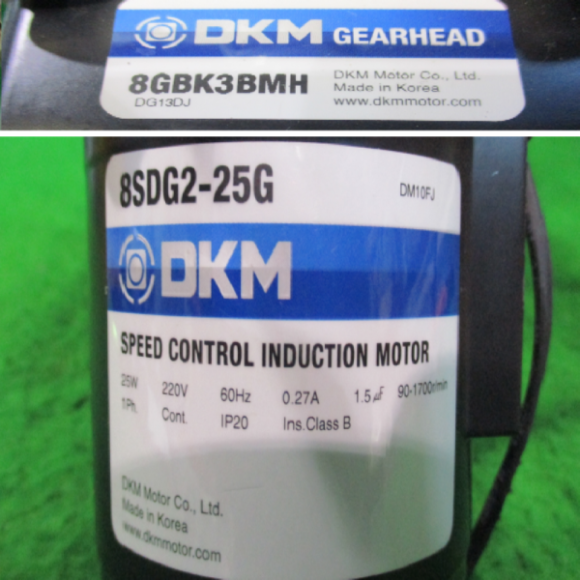 DKM GEARHEAD
8GBK3BMH
DG13DJ
DKM Motor Co., Ltd.
Made in Korea
www.dkmmotor.com
8SDG2-25G
DM10FJ
DKM
SPEED CONTROL INDUCTION MOTOR
25W 220V 60Hz 0.27A 1.5㎌ 90-1700r/min
1Ph. Cont. IP20 Ins.Class B
DKM Motor Co., Ltd.
Made in Korea
www.dkmmotor.com